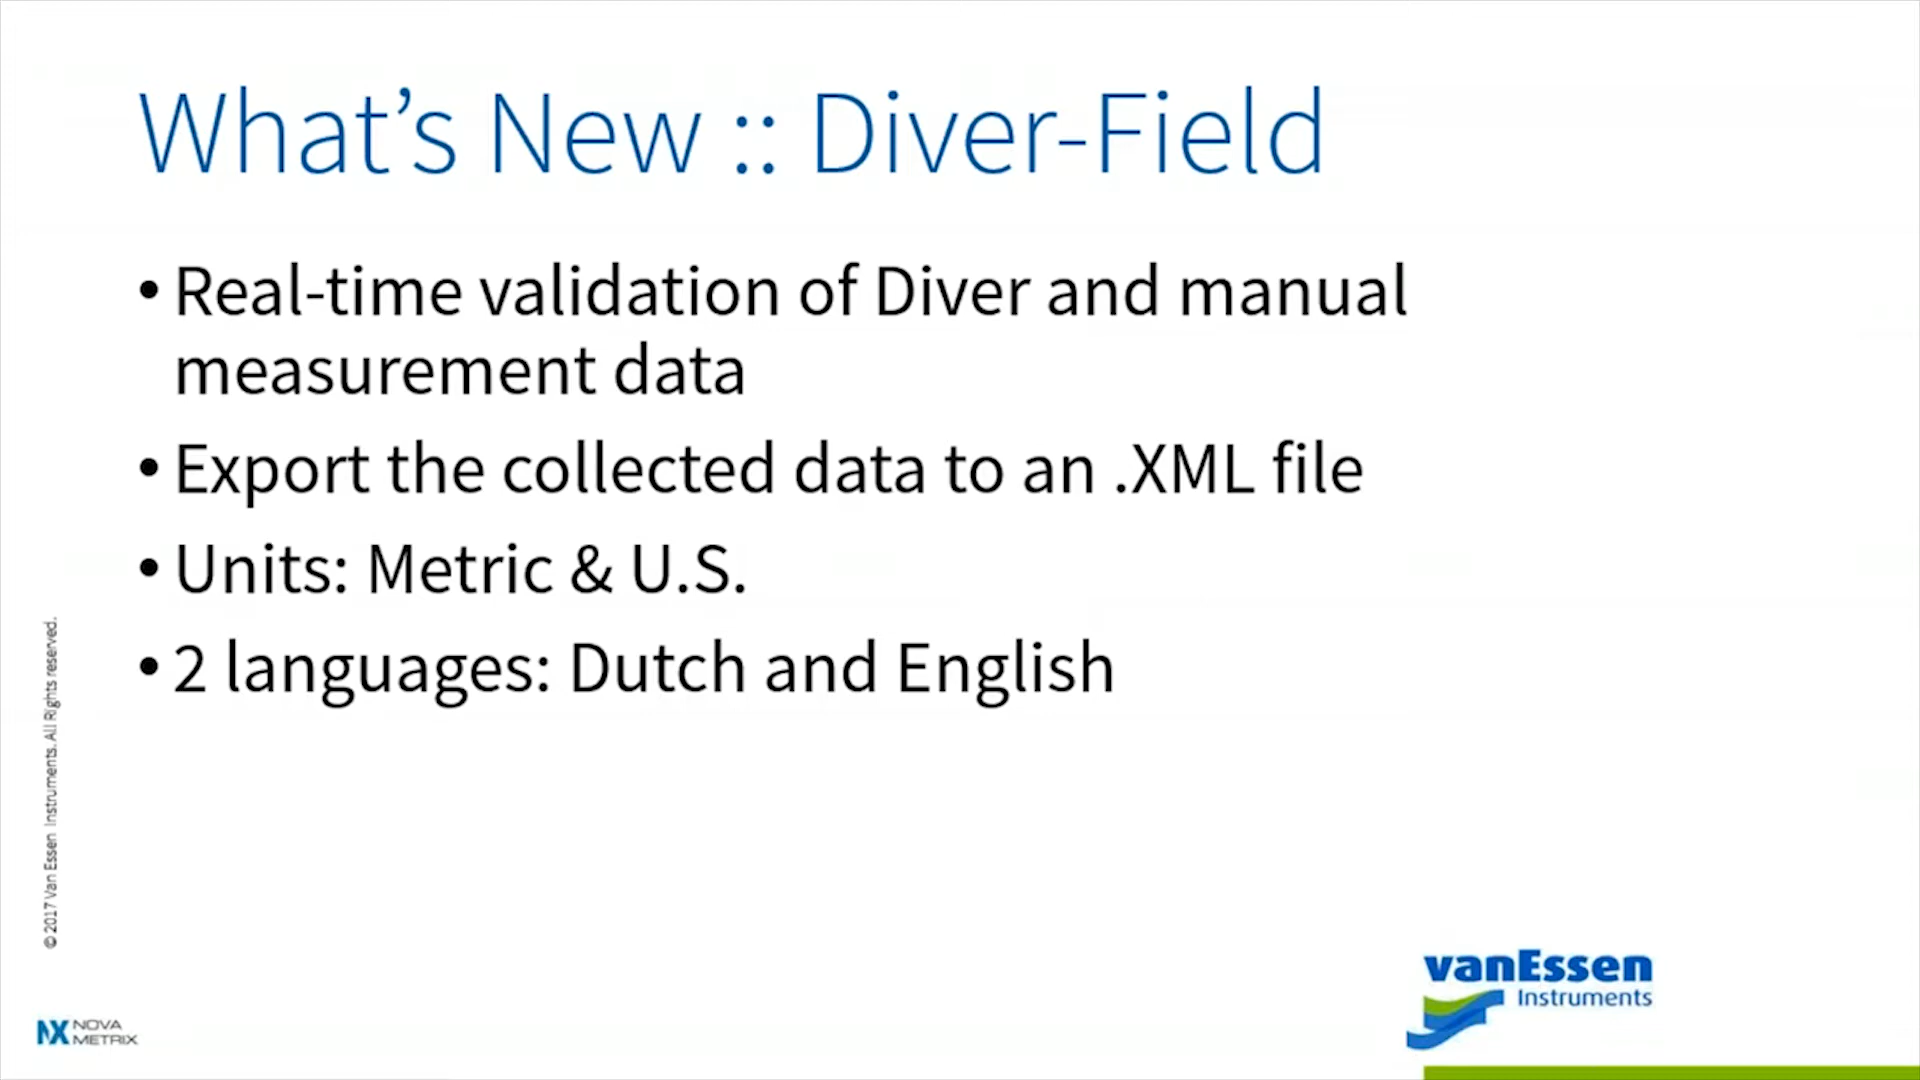 What’s New :: Diver-Field
• Real-time validation of Diver and manual
measurement data
• Export the collected data to an .XML file
• Units: Metric & U.S.
• 2 languages: Dutch and English
© 2017 Van Essen Instruments. All Rights reserved.
vanEssen
Instruments
NX NOVA
METRIX